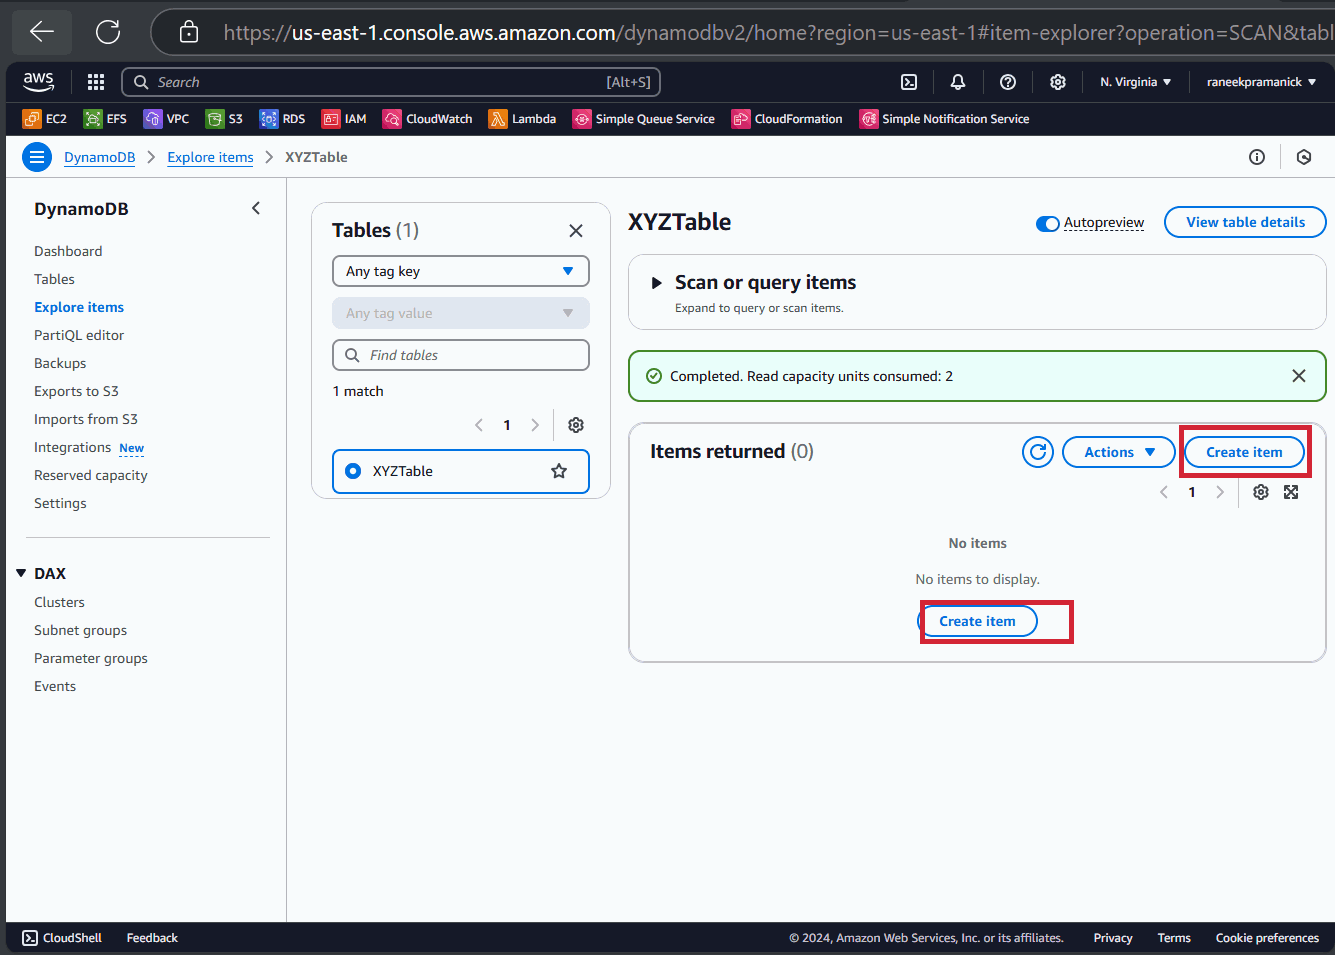 https://us-east-1.console.aws.amazon.com/dynamodbv2/home?region=us-east-1#item-explorer?operation=SCAN&tabl
aws
Search [Alt+S]
N. Virginia
raneekpramanick
EC2 EFS VPC S3 RDS IAM CloudWatch Lambda Simple Queue Service CloudFormation Simple Notification Service
DynamoDB
Explore items
XYZTable
DynamoDB
Dashboard
Tables
Explore items
PartiQL editor
Backups
Exports to S3
Imports from S3
Integrations New
Reserved capacity
Settings
DAX
Clusters
Subnet groups
Parameter groups
Events
Tables (1)
Any tag key
Any tag value
Find tables
1 match
1
XYZTable
XYZTable
Autopreview
View table details
Scan or query items
Expand to query or scan items.
Completed. Read capacity units consumed: 2
Items returned (0)
Actions
Create item
1
No items
No items to display.
Create item
CloudShell
Feedback
© 2024, Amazon Web Services, Inc. or its affiliates.
Privacy
Terms
Cookie preferences